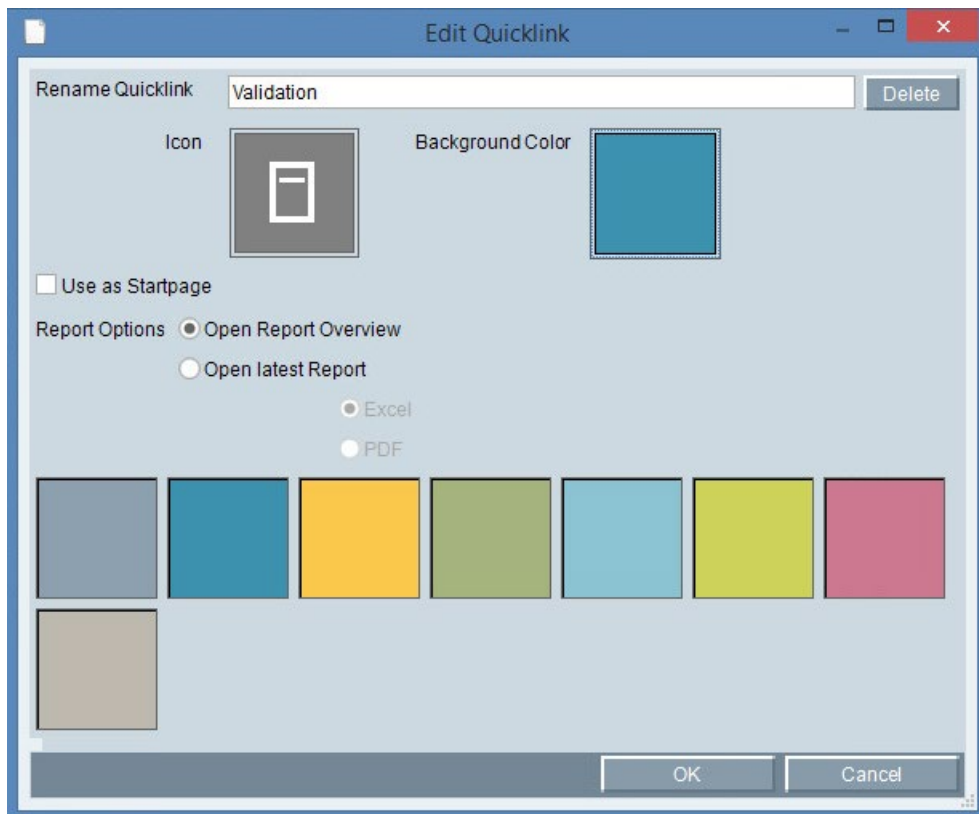 Edit Quicklink
Rename Quicklink Validation Delete
Icon Background Color
Use as Startpage
Report Options Open Report Overview
Open latest Report
Excel
PDF
OK Cancel